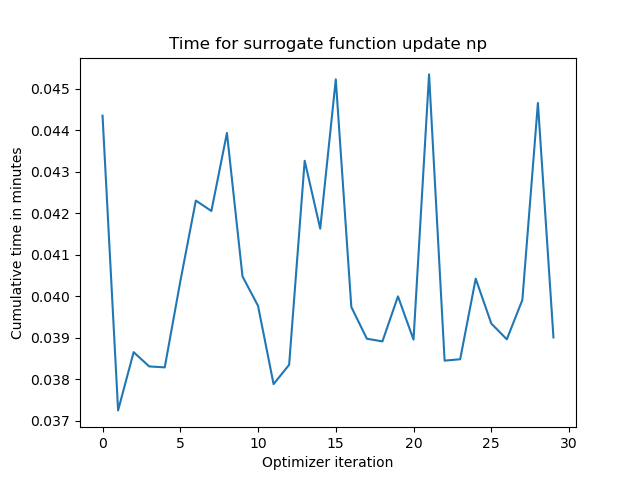 Time for surrogate function update np
Cumulative time in minutes
0.045
0.044
0.043
0.042
0.041
0.040
0.039
0.038
0.037
0 5 10 15 20 25 30
Optimizer iteration